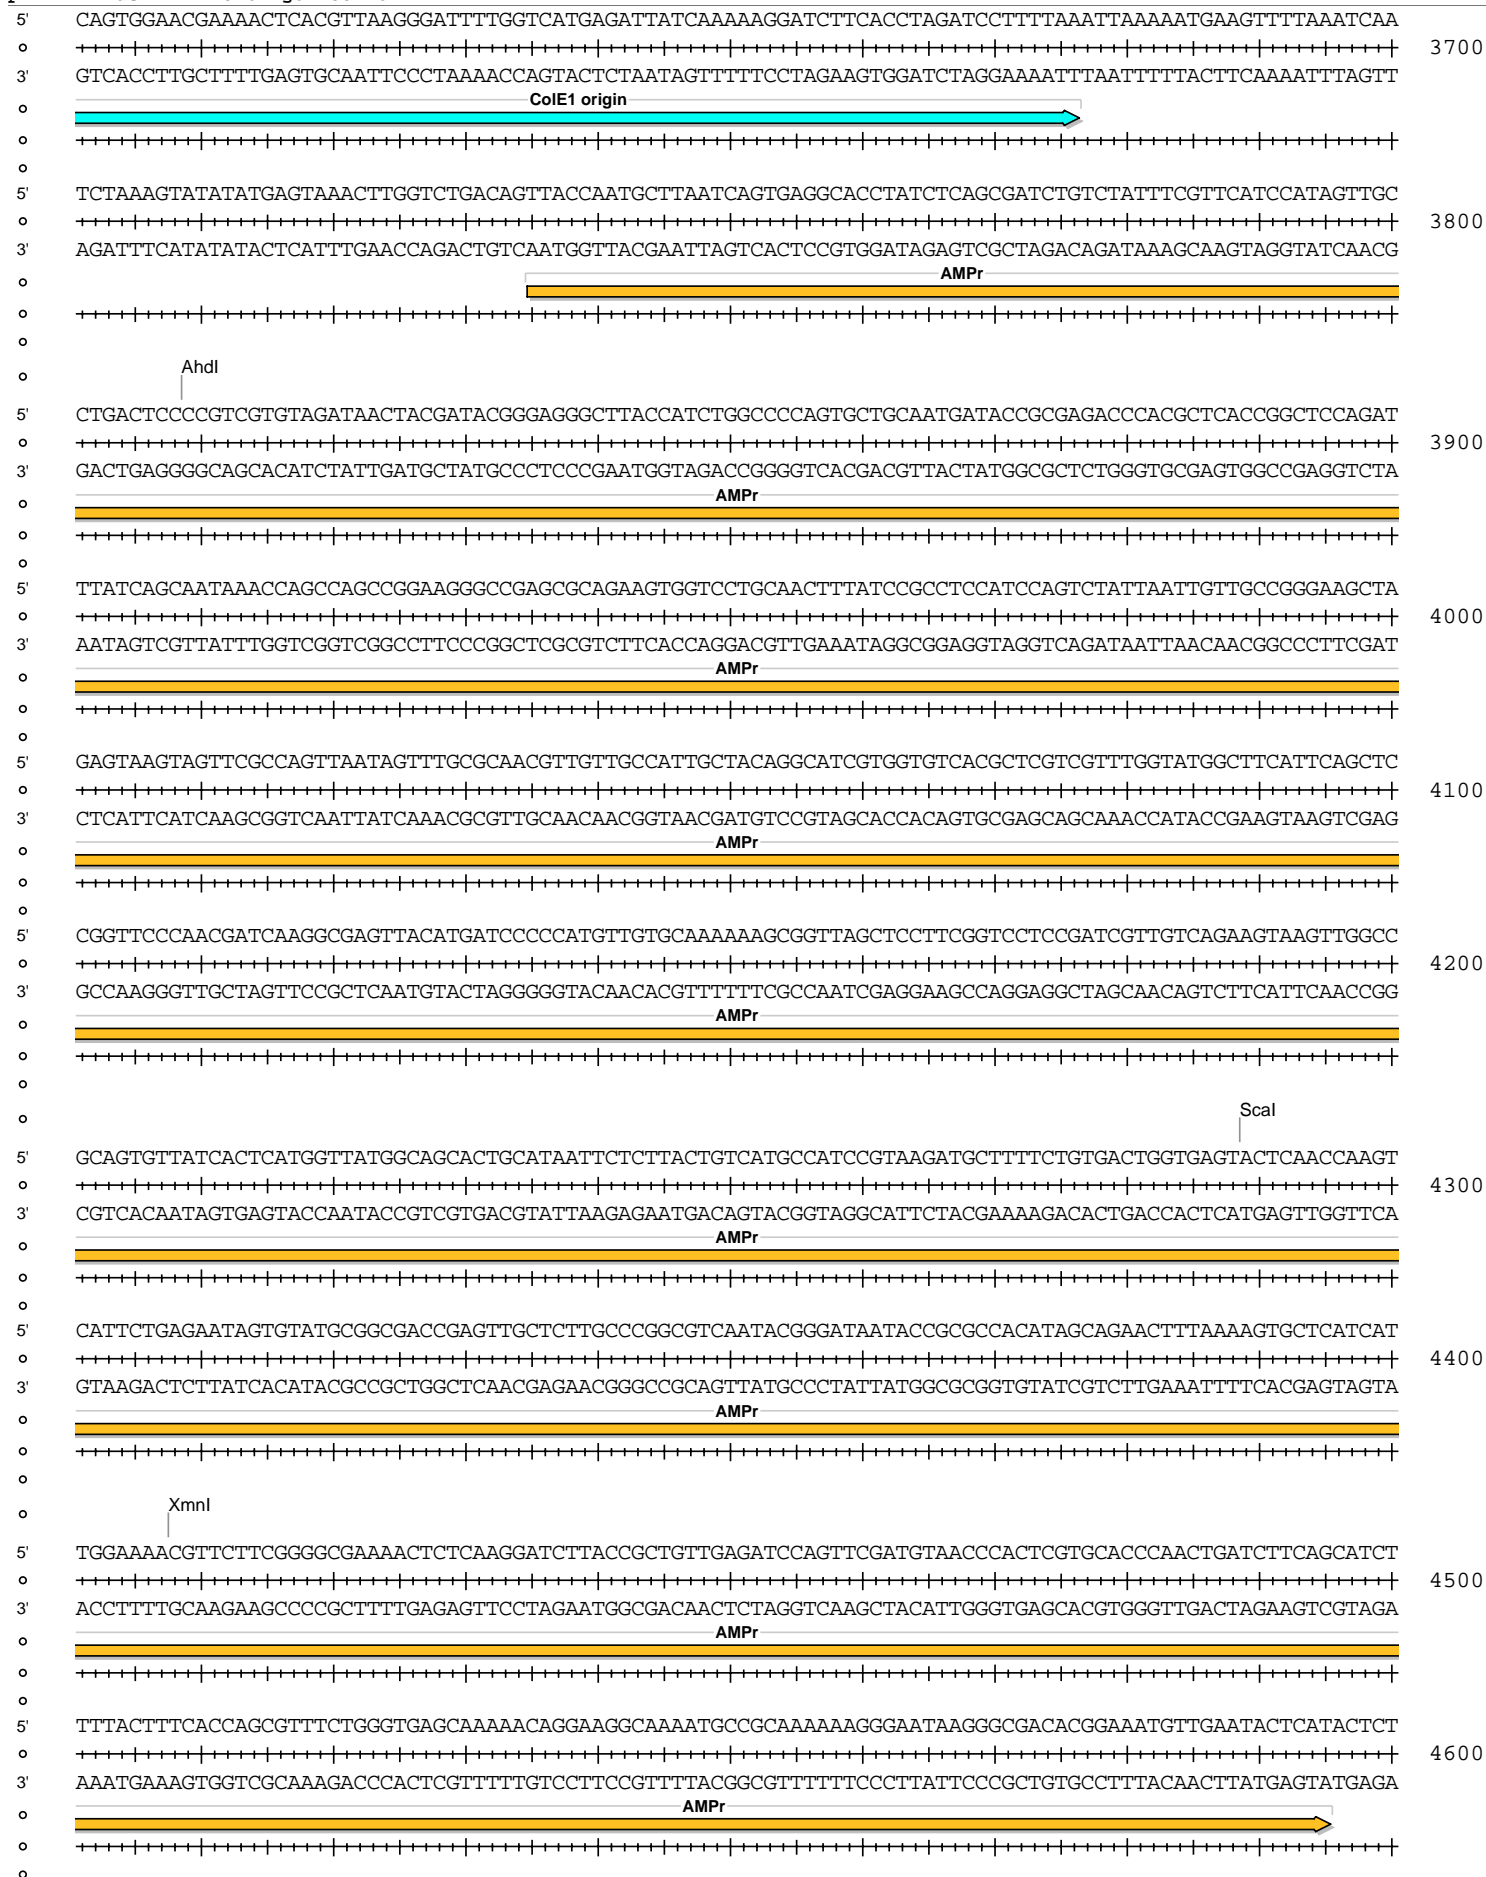 5' CAGTGGAACGAAAACTCACGTTAAGGGATTTTGGTCATGAGATTATCAAAAAGGATCTTCACCTAGATCCTTTTAAATTAAAAATGAAGTTTTAAATCAA
3700
3' GTCACCTTGCTTTTGAGTGCAATTCCCTAAAACCAGTACTCTAATAGTTTTTCCTAGAAGTGGATCTAGGAAAATTTAATTTTTACTTCAAAATTTAGTT
ColE1 origin
5' TCTAAAGTATATATGAGTAAACTTGGTCTGACAGTTACCAATGCTTAATCAGTGAGGCACCTATCTCAGCGATCTGTCTATTTCGTTCATCCATAGTTGC
3800
3' AGATTTCATATATACTCATTTGAACCAGACTGTCAATGGTTACGAATTAGTCACTCCGTGGATAGAGTCGCTAGACAGATAAAGCAAGTAGGTATCAACG
AMPr
AhdI
5' CTGACTCCCCGTCGTGTAGATAACTACGATACGGGAGGGCTTACCATCTGGCCCCAGTGCTGCAATGATACCGCGAGACCCACGCTCACCGGCTCCAGAT
3900
3' GACTGAGGGGCAGCACATCTATTGATGCTATGCCCTCCCGAATGGTAGACCGGGGTCACGACGTTACTATGGCGCTCTGGGTGCGAGTGGCCGAGGTCTA
AMPr
5' TTATCAGCAATAAACCAGCCAGCCGGAAGGGCCGAGCGCAGAAGTGGTCCTGCAACTTTATCCGCCTCCATCCAGTCTATTAATTGTTGCCGGGAAGCTA
4000
3' AATAGTCGTTATTTGGTCGGTCGGCCTTCCCGGCTCGCGTCTTCACCAGGACGTTGAAATAGGCGGAGGTAGGTCAGATAATTAACAACGGCCCTTCGAT
AMPr
5' GAGTAAGTAGTTCGCCAGTTAATAGTTTGCGCAACGTTGTTGCCATTGCTACAGGCATCGTGGTGTCACGCTCGTCGTTTGGTATGGCTTCATTCAGCTC
4100
3' CTCATTCATCAAGCGGTCAATTATCAAACGCGTTGCAACAACGGTAACGATGTCCGTAGCACCACAGTGCGAGCAGCAAACCATACCGAAGTAAGTCGAG
AMPr
5' CGGTTCCCAACGATCAAGGCGAGTTACATGATCCCCCATGTTGTGCAAAAAAGCGGTTAGCTCCTTCGGTCCTCCGATCGTTGTCAGAAGTAAGTTGGCC
4200
3' GCCAAGGGTTGCTAGTTCCGCTCAATGTACTAGGGGGTACAACACGTTTTTTCGCCAATCGAGGAAGCCAGGAGGCTAGCAACAGTCTTCATTCAACCGG
AMPr
ScaI
5' GCAGTGTTATCACTCATGGTTATGGCAGCACTGCATAATTCTCTTACTGTCATGCCATCCGTAAGATGCTTTTCTGTGACTGGTGAGTACTCAACCAAGT
4300
3' CGTCACAATAGTGAGTACCAATACCGTCGTGACGTATTAAGAGAATGACAGTACGGTAGGCATTCTACGAAAAGACACTGACCACTCATGAGTTGGTTCA
AMPr
5' CATTCTGAGAATAGTGTATGCGGCGACCGAGTTGCTCTTGCCCGGCGTCAATACGGGATAATACCGCGCCACATAGCAGAACTTTAAAAGTGCTCATCAT
4400
3' GTAAGACTCTTATCACATACGCCGCTGGCTCAACGAGAACGGGCCGCAGTTATGCCCTATTATGGCGCGGTGTATCGTCTTGAAATTTTCACGAGTAGTA
AMPr
XmnI
5' TGGAAAACGTTCTTCGGGGCGAAAACTCTCAAGGATCTTACCGCTGTTGAGATCCAGTTCGATGTAACCCACTCGTGCACCCAACTGATCTTCAGCATCT
4500
3' ACCTTTTGCAAGAAGCCCCGCTTTTGAGAGTTCCTAGAATGGCGACAACTCTAGGTCAAGCTACATTGGGTGAGCACGTGGGTTGACTAGAAGTCGTAGA
AMPr
5' TTTACTTTCACCAGCGTTTCTGGGTGAGCAAAAACAGGAAGGCAAAATGCCGCAAAAAAGGGAATAAGGGCGACACGGAAATGTTGAATACTCATACTCT
4600
3' AAATGAAAGTGGTCGCAAAGACCCACTCGTTTTTGTCCTTCCGTTTTACGGCGTTTTTTCCCTTATTCCCGCTGTGCCTTTACAACTTATGAGTATGAGA
AMPr